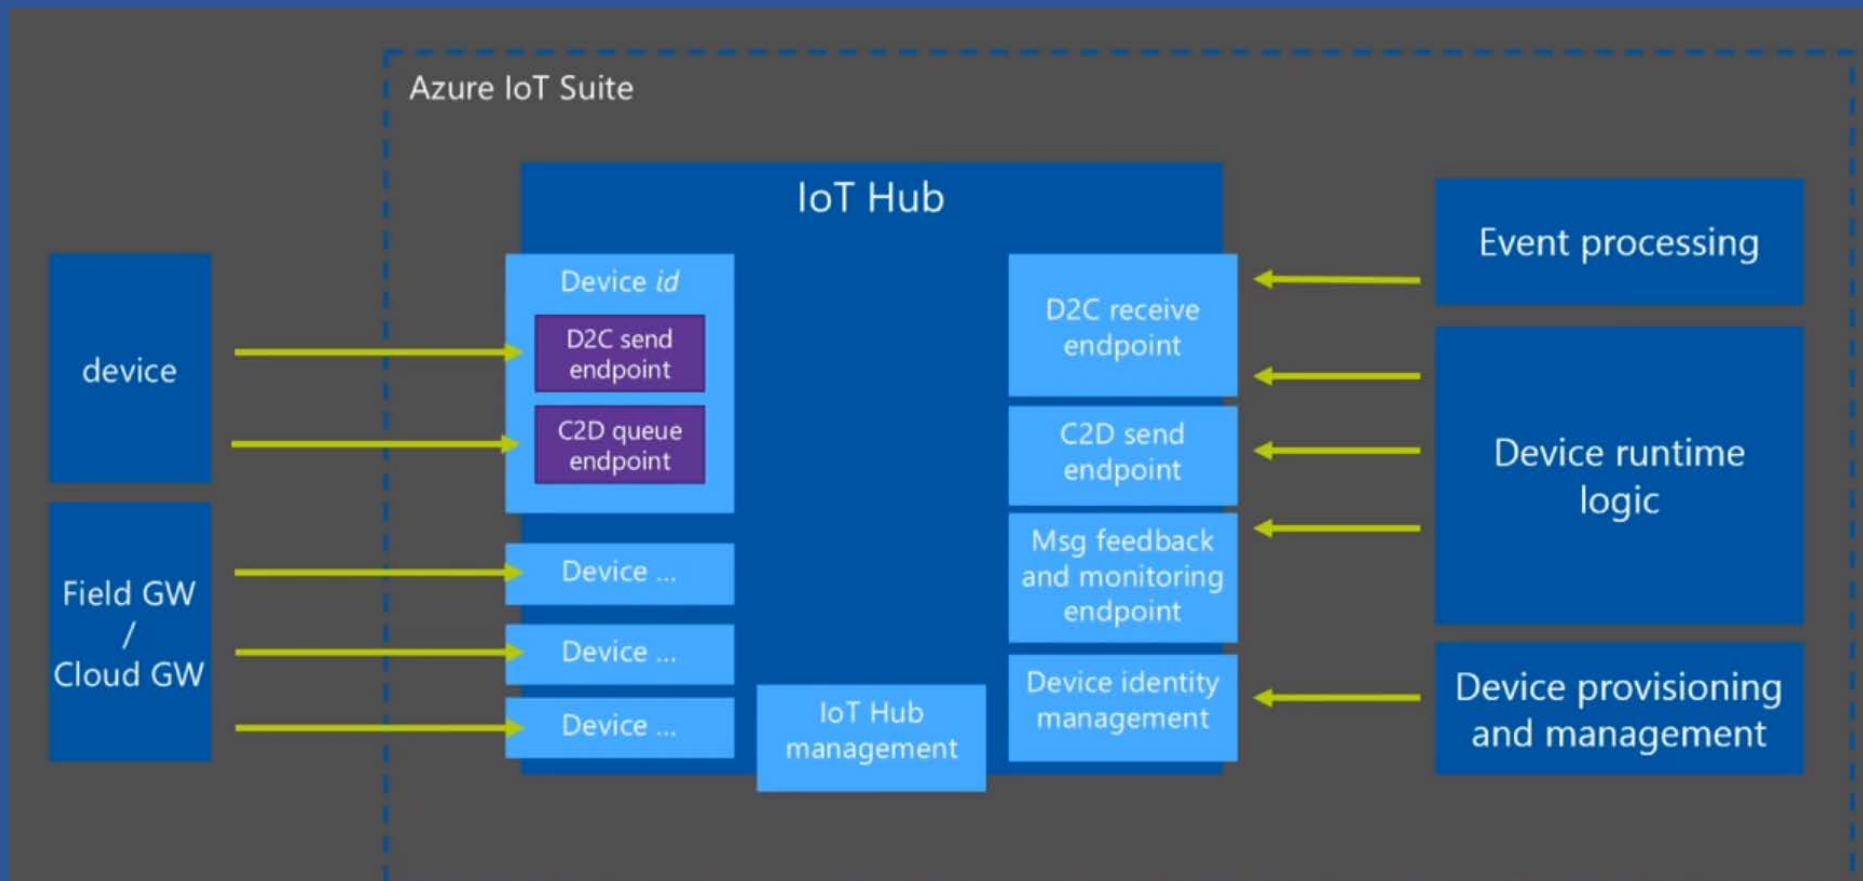 Azure IoT Suite
IoT Hub
device
Field GW
/
Cloud GW
Device id
D2C send
endpoint
C2D queue
endpoint
Device ...
Device ...
Device ...
IoT Hub
management
D2C receive
endpoint
C2D send
endpoint
Msg feedback
and monitoring
endpoint
Device identity
management
Event processing
Device runtime
logic
Device provisioning
and management